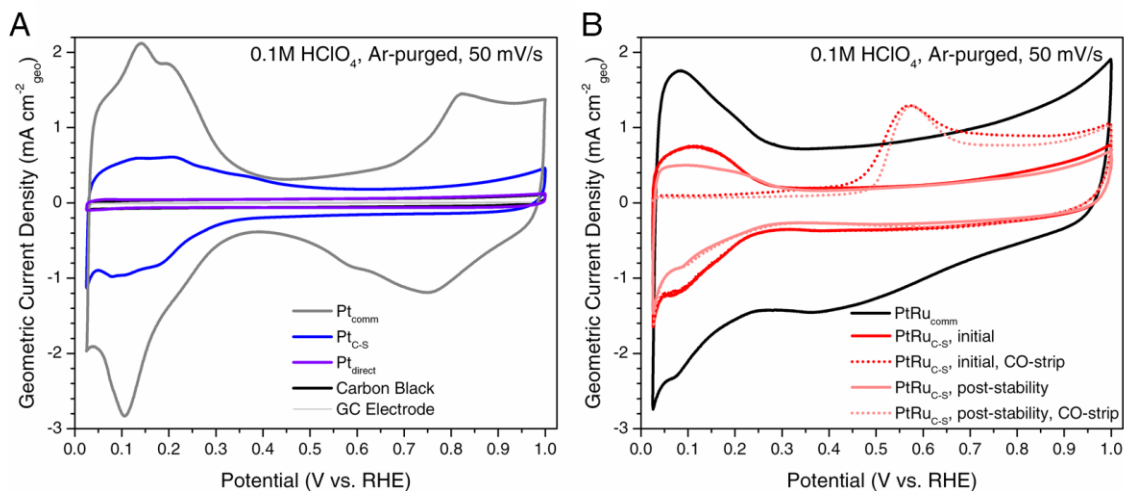 A
0.1M HClO4, Ar-purged, 50 mV/s
Geometric Current Density (mA cm-2geo)
2
1
0
-1
-2
-3
Ptcomm
PtC-S
Ptdirect
Carbon Black
GC Electrode
0.0 0.1 0.2 0.3 0.4 0.5 0.6 0.7 0.8 0.9 1.0
Potential (V vs. RHE)
B
0.1M HClO4, Ar-purged, 50 mV/s
Geometric Current Density (mA cm-2geo)
2
1
0
-1
-2
-3
PtRucomm
PtRuC-S, initial
PtRuC-S, initial, CO-strip
PtRuC-S, post-stability
PtRuC-S, post-stability, CO-strip
0.0 0.1 0.2 0.3 0.4 0.5 0.6 0.7 0.8 0.9 1.0
Potential (V vs. RHE)